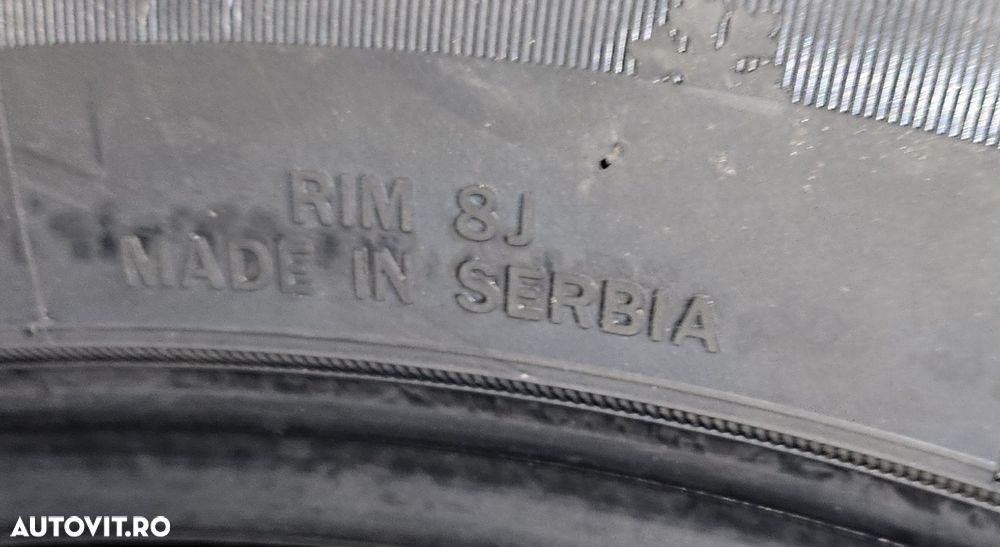 RIM 8J
MADE IN SERBIA
AUTOVIT.RO